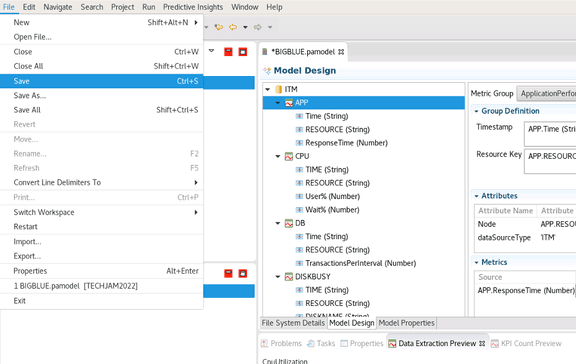 File Edit Navigate Search Project Run Predictive Insights Window Help
New Shift+Alt+N
Open File...
Close Ctrl+W
Close All Shift+Ctrl+W
Save Ctrl+S
Save As...
Save All Shift+Ctrl+S
Revert
Move...
Rename... F2
Refresh F5
Convert Line Delimiters To
Print... Ctrl+P
Switch Workspace
Restart
Import...
Export...
Properties Alt+Enter
1 BIGBLUE.pamodel [TECHJAM2022]
Exit
*BIGBLUE.pamodel
Model Design
ITM
APP
Time (String)
RESOURCE (String)
ResponseTime (Number)
CPU
TIME (String)
RESOURCE (String)
User% (Number)
Wait% (Number)
DB
Time (String)
RESOURCE (String)
TransactionsPerInterval (Number)
DISKBUSY
TIME (String)
RESOURCE (String)
DISKNAME (String)
Metric Group ApplicationPerfor
Group Definition
Timestamp APP.Time (Strin
Resource Key APP.RESOURC
Attributes
Attribute Name Attribute
Node APP.RESO
dataSourceType 'ITM'
Metrics
Source
APP.ResponseTime (Number)
File System Details Model Design Model Properties
Problems Tasks Properties Data Extraction Preview KPI Count Preview
CpuUtilization